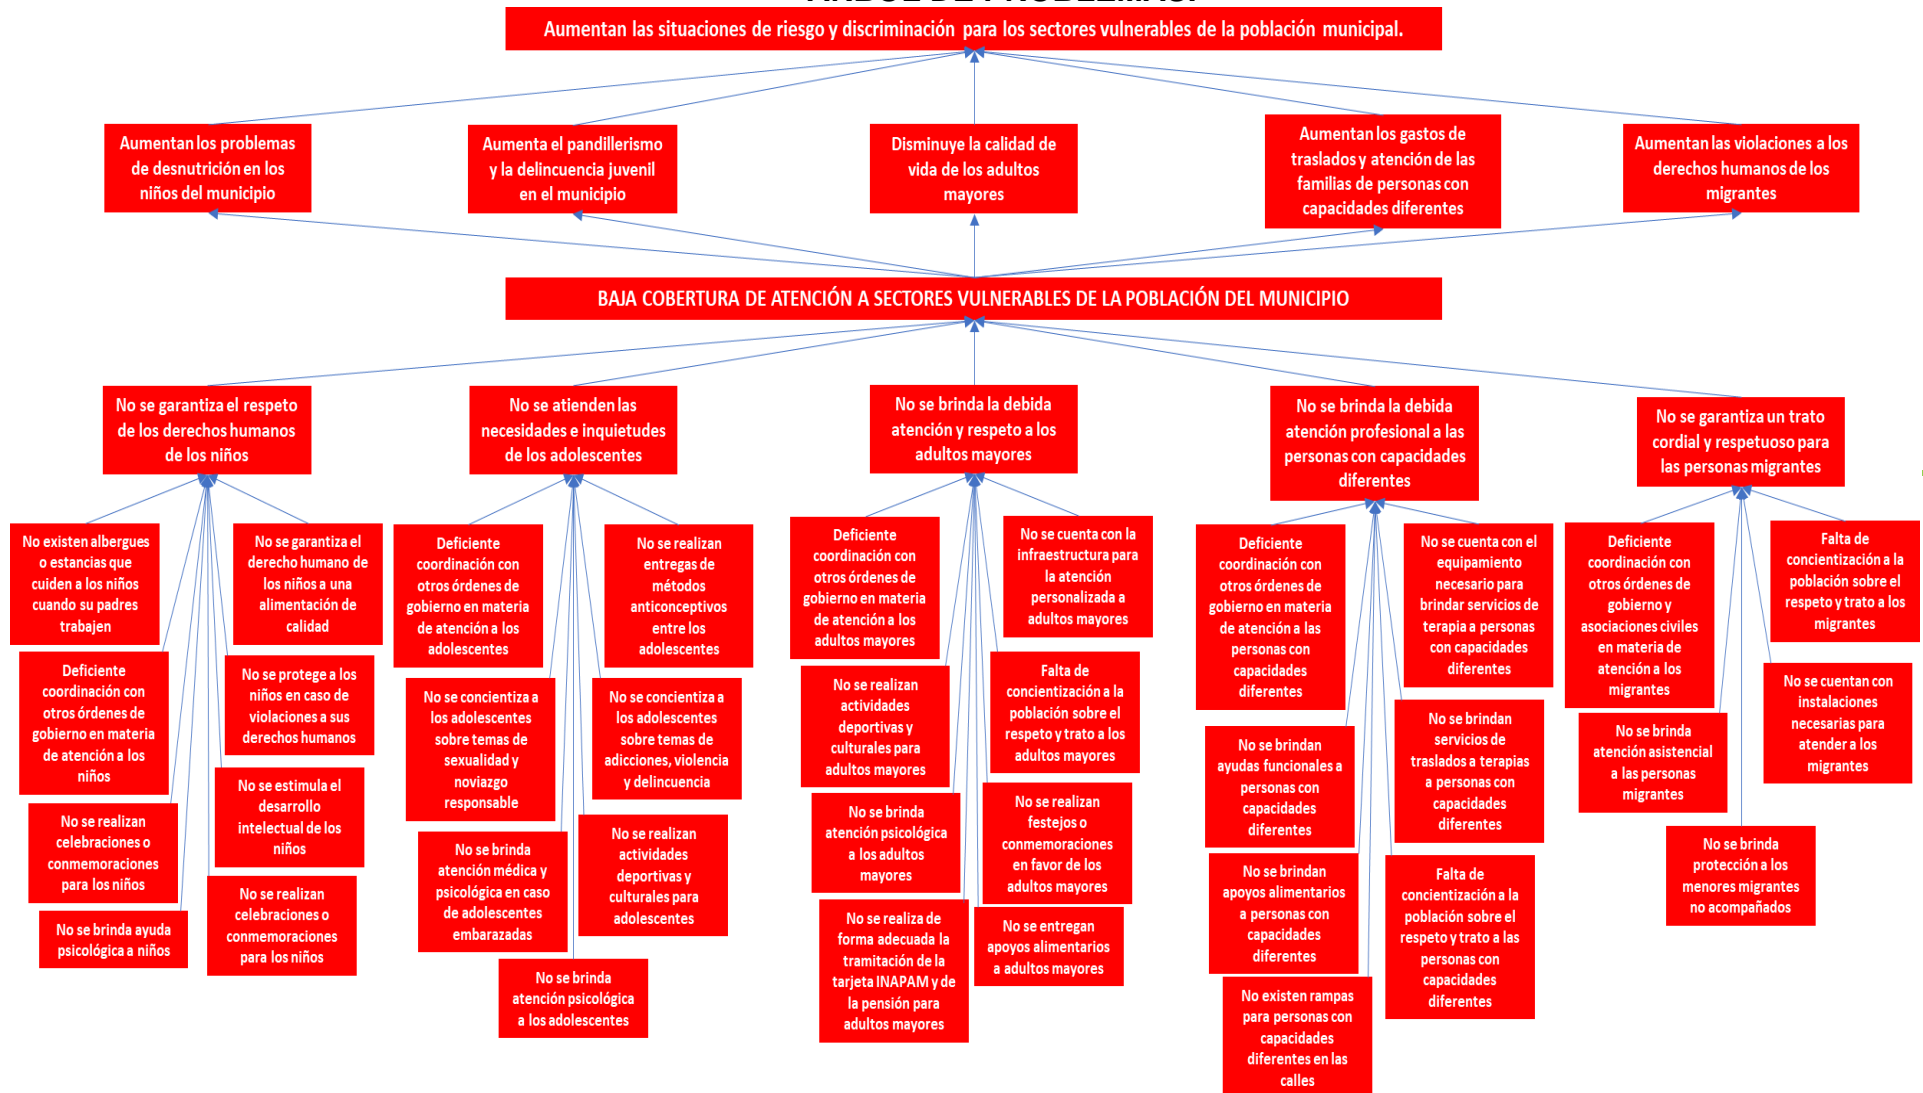 ÁRBOL DE PROBLEMAS.
Aumentan las situaciones de riesgo y discriminación para los sectores vulnerables de la población municipal.
Aumentan los problemas
de desnutrición en los
niños del municipio
Aumenta el pandillerismo
y la delincuencia juvenil
en el municipio
Disminuye la calidad de
vida de los adultos
mayores
Aumentan los gastos de
traslados y atención de las
familias de personas con
capacidades diferentes
Aumentan las violaciones a los
derechos humanos de los
migrantes
BAJA COBERTURA DE ATENCIÓN A SECTORES VULNERABLES DE LA POBLACIÓN DEL MUNICIPIO
No se garantiza el respeto
de los derechos humanos
de los niños
No se atienden las
necesidades e inquietudes
de los adolescentes
No se brinda la debida
atención y respeto a los
adultos mayores
No se brinda la debida
atención profesional a las
personas con capacidades
diferentes
No se garantiza un trato
cordial y respetuoso para
las personas migrantes
No existen albergues
o estancias que
cuiden a los niños
cuando su padres
trabajen
No se garantiza el
derecho humano de
los niños a una
alimentación de
calidad
Deficiente
coordinación con
otros órdenes de
gobierno en materia
de atención a los
niños
No se protege a los
niños en caso de
violaciones a sus
derechos humanos
No se estimula el
desarrollo
intelectual de los
niños
No se realizan
celebraciones o
conmemoraciones
para los niños
No se realizan
celebraciones o
conmemoraciones
para los niños
No se brinda ayuda
psicológica a niños
Deficiente
coordinación con
otros órdenes de
gobierno en materia
de atención a los
adolescentes
No se realizan
entregas de
métodos
anticonceptivos
entre los
adolescentes
No se concientiza a
los adolescentes
sobre temas de
sexualidad y
noviazgo
responsable
No se concientiza a
los adolescentes
sobre temas de
adicciones, violencia
y delincuencia
No se brinda
atención médica y
psicológica en caso
de adolescentes
embarazadas
No se realizan
actividades
deportivas y
culturales para
adolescentes
No se brinda
atención psicológica
a los adolescentes
Deficiente
coordinación con
otros órdenes de
gobierno en materia
de atención a los
adultos mayores
No se cuenta con la
infraestructura para
la atención
personalizada a
adultos mayores
No se realizan
actividades
deportivas y
culturales para
adultos mayores
Falta de
concientización a la
población sobre el
respeto y trato a los
adultos mayores
No se brinda
atención psicológica
a los adultos
mayores
No se realizan
festejos o
conmemoraciones
en favor de los
adultos mayores
No se realiza de
forma adecuada la
tramitación de la
tarjeta INAPAM y de
la pensión para
adultos mayores
No se entregan
apoyos alimentarios
a adultos mayores
Deficiente
coordinación con
otros órdenes de
gobierno en materia
de atención a las
personas con
capacidades
diferentes
No se cuenta con el
equipamiento
necesario para
brindar servicios de
terapia a personas
con capacidades
diferentes
No se brindan
ayudas funcionales a
personas con
capacidades
diferentes
No se brindan
servicios de
traslados a terapias
a personas con
capacidades
diferentes
No se brindan
apoyos alimentarios
a personas con
capacidades
diferentes
Falta de
concientización a la
población sobre el
respeto y trato a las
personas con
capacidades
diferentes
No existen rampas
para personas con
capacidades
diferentes en las
calles
Deficiente
coordinación con
otros órdenes de
gobierno y
asociaciones civiles
en materia de
atención a los
migrantes
Falta de
concientización a la
población sobre el
respeto y trato a los
migrantes
No se brinda
atención asistencial
a las personas
migrantes
No se cuentan con
instalaciones
necesarias para
atender a los
migrantes
No se brinda
protección a los
menores migrantes
no acompañados